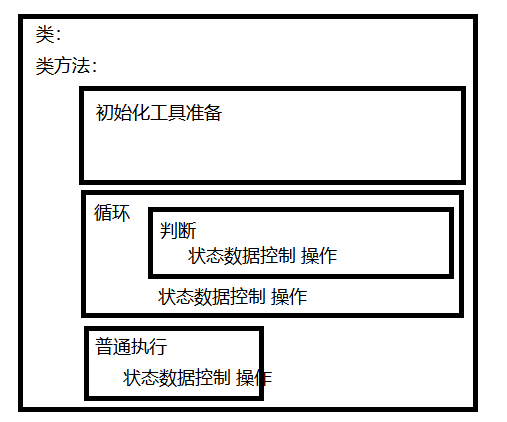 类：
类方法：
初始化工具准备
循环
判断
状态数据控制 操作
状态数据控制 操作
普通执行
状态数据控制 操作